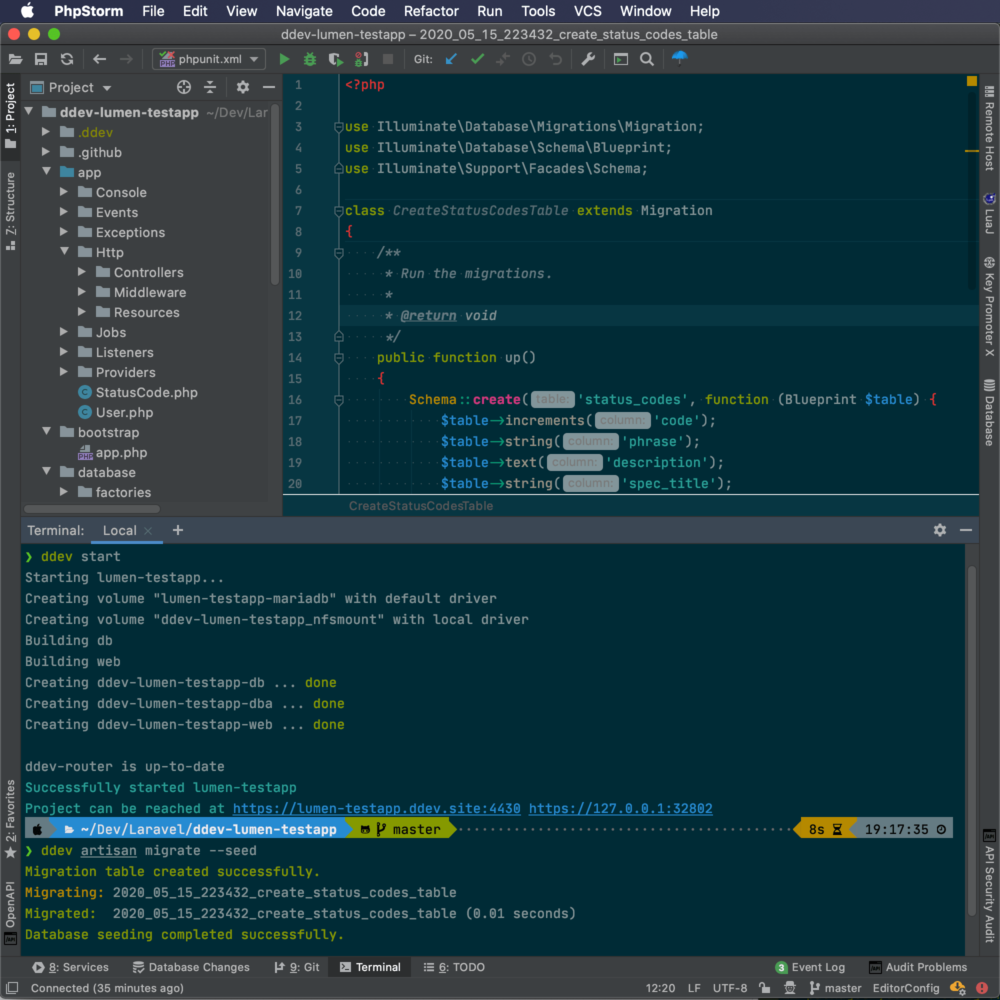 PhpStorm File Edit View Navigate Code Refactor Run Tools VCS Window Help
ddev-lumen-testapp – 2020_05_15_223432_create_status_codes_table
phpunit.xml Git:
1: Project
Z: Structure
2: Favorites
OpenAPI
Project
ddev-lumen-testapp ~/Dev/Lar
.ddev
.github
app
Console
Events
Exceptions
Http
Controllers
Middleware
Resources
Jobs
Listeners
Providers
StatusCode.php
User.php
bootstrap
app.php
database
factories
1 <?php
2
3 use Illuminate\Database\Migrations\Migration;
4 use Illuminate\Database\Schema\Blueprint;
5 use Illuminate\Support\Facades\Schema;
6
7 class CreateStatusCodesTable extends Migration
8 {
9 /**
10 * Run the migrations.
11 *
12 * @return void
13 */
14 public function up()
15 {
16 Schema::create( table: 'status_codes', function (Blueprint $table) {
17 $table->increments( column: 'code');
18 $table->string( column: 'phrase');
19 $table->text( column: 'description');
20 $table->string( column: 'spec_title');
CreateStatusCodesTable
Remote Host
LuaJ
Key Promoter X
Database
API Security Audit
Terminal: Local × +
❯ ddev start
Starting lumen-testapp...
Creating volume "lumen-testapp-mariadb" with default driver
Creating volume "ddev-lumen-testapp_nfsmount" with local driver
Building db
Building web
Creating ddev-lumen-testapp-db ... done
Creating ddev-lumen-testapp-dba ... done
Creating ddev-lumen-testapp-web ... done
ddev-router is up-to-date
Successfully started lumen-testapp
Project can be reached at https://lumen-testapp.ddev.site:4430 https://127.0.0.1:32802
~/Dev/Laravel/ddev-lumen-testapp master 8s 19:17:35
❯ ddev artisan migrate --seed
Migration table created successfully.
Migrating: 2020_05_15_223432_create_status_codes_table
Migrated: 2020_05_15_223432_create_status_codes_table (0.01 seconds)
Database seeding completed successfully.
8: Services Database Changes 9: Git Terminal 6: TODO 3 Event Log Audit Problems
Connected (35 minutes ago) 12:20 LF UTF-8 master EditorConfig